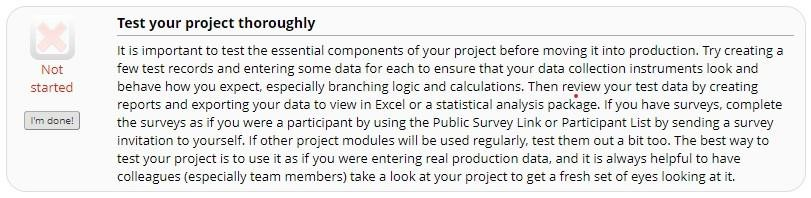 Test your project thoroughly
Not
started
I'm done!
It is important to test the essential components of your project before moving it into production. Try creating a
few test records and entering some data for each to ensure that your data collection instruments look and
behave how you expect, especially branching logic and calculations. Then review your test data by creating
reports and exporting your data to view in Excel or a statistical analysis package. If you have surveys, complete
the surveys as if you were a participant by using the Public Survey Link or Participant List by sending a survey
invitation to yourself. If other project modules will be used regularly, test them out a bit too. The best way to
test your project is to use it as if you were entering real production data, and it is always helpful to have
colleagues (especially team members) take a look at your project to get a fresh set of eyes looking at it.